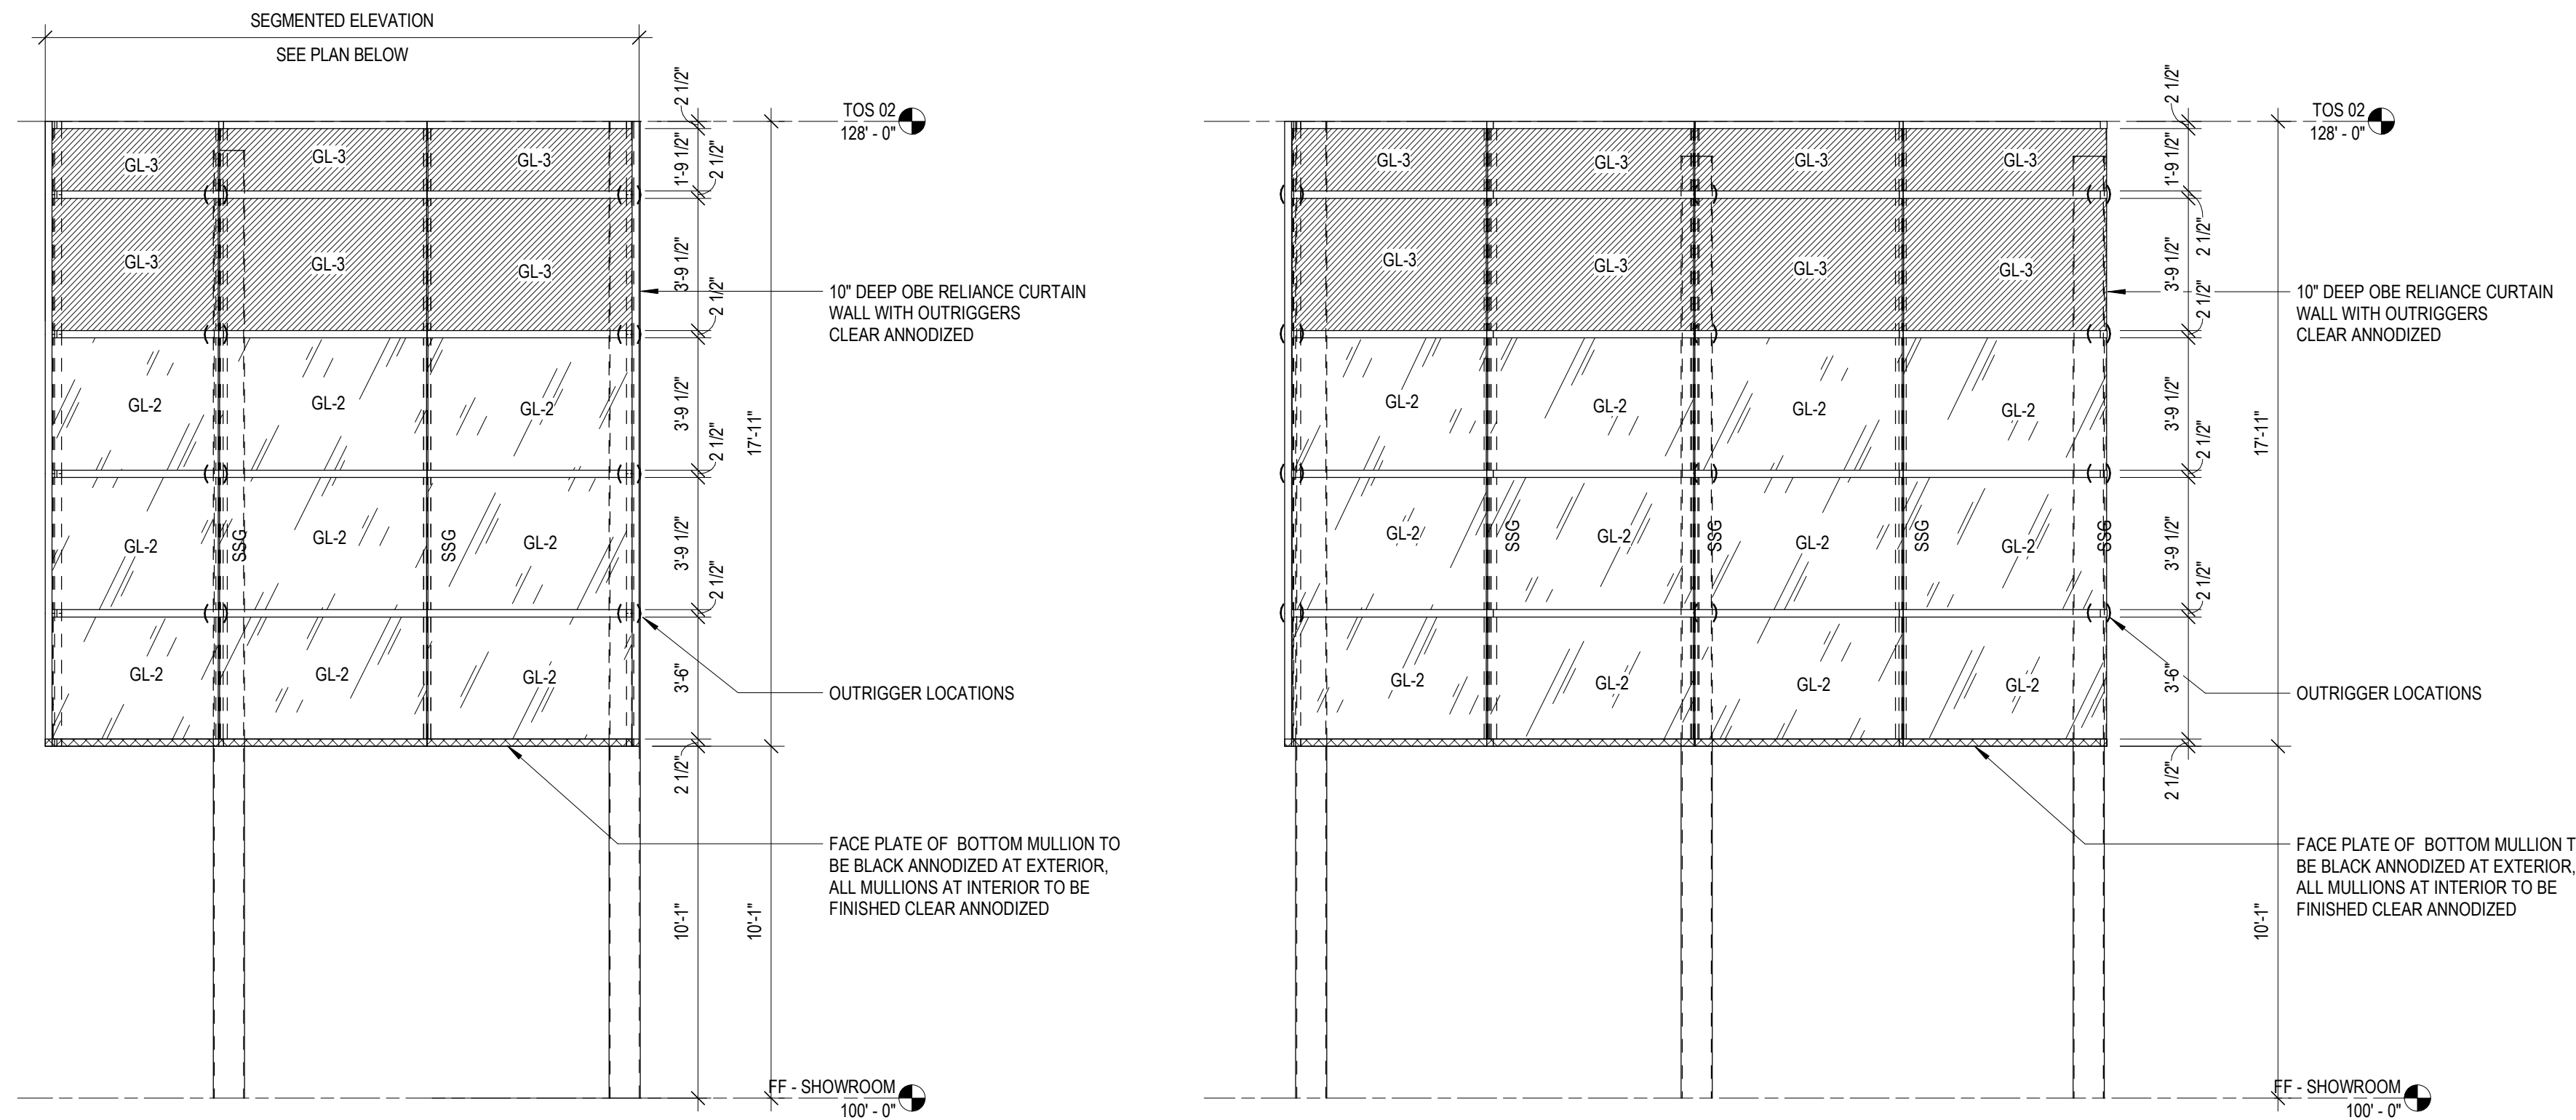 SEGMENTED ELEVATION
SEE PLAN BELOW
TOS 02
128' - 0"
GL-3 GL-3 GL-3
GL-3 GL-3 GL-3
GL-2 GL-2 GL-2
GL-2 GL-2 GL-2
SSG SSG
GL-2 GL-2 GL-2
2 1/2"
1'-9 1/2"
2 1/2"
3'-9 1/2"
2 1/2"
3'-9 1/2"
2 1/2"
3'-9 1/2"
2 1/2"
3'-6"
2 1/2"
10'-1"
17'-11"
10'-1"
10" DEEP OBE RELIANCE CURTAIN
WALL WITH OUTRIGGERS
CLEAR ANNODIZED
OUTRIGGER LOCATIONS
FACE PLATE OF BOTTOM MULLION TO
BE BLACK ANNODIZED AT EXTERIOR,
ALL MULLIONS AT INTERIOR TO BE
FINISHED CLEAR ANNODIZED
FF - SHOWROOM
100' - 0"
TOS 02
128' - 0"
GL-3 GL-3 GL-3 GL-3
GL-3 GL-3 GL-3 GL-3
GL-2 GL-2 GL-2 GL-2
GL-2 GL-2 GL-2 GL-2
SSG SSG SSG SSG
GL-2 GL-2 GL-2 GL-2
2 1/2"
1'-9 1/2"
2 1/2"
3'-9 1/2"
2 1/2"
3'-9 1/2"
2 1/2"
3'-9 1/2"
2 1/2"
3'-6"
2 1/2"
17'-11"
10'-1"
10" DEEP OBE RELIANCE CURTAIN
WALL WITH OUTRIGGERS
CLEAR ANNODIZED
OUTRIGGER LOCATIONS
FACE PLATE OF BOTTOM MULLION T
BE BLACK ANNODIZED AT EXTERIOR,
ALL MULLIONS AT INTERIOR TO BE
FINISHED CLEAR ANNODIZED
FF - SHOWROOM
100' - 0"